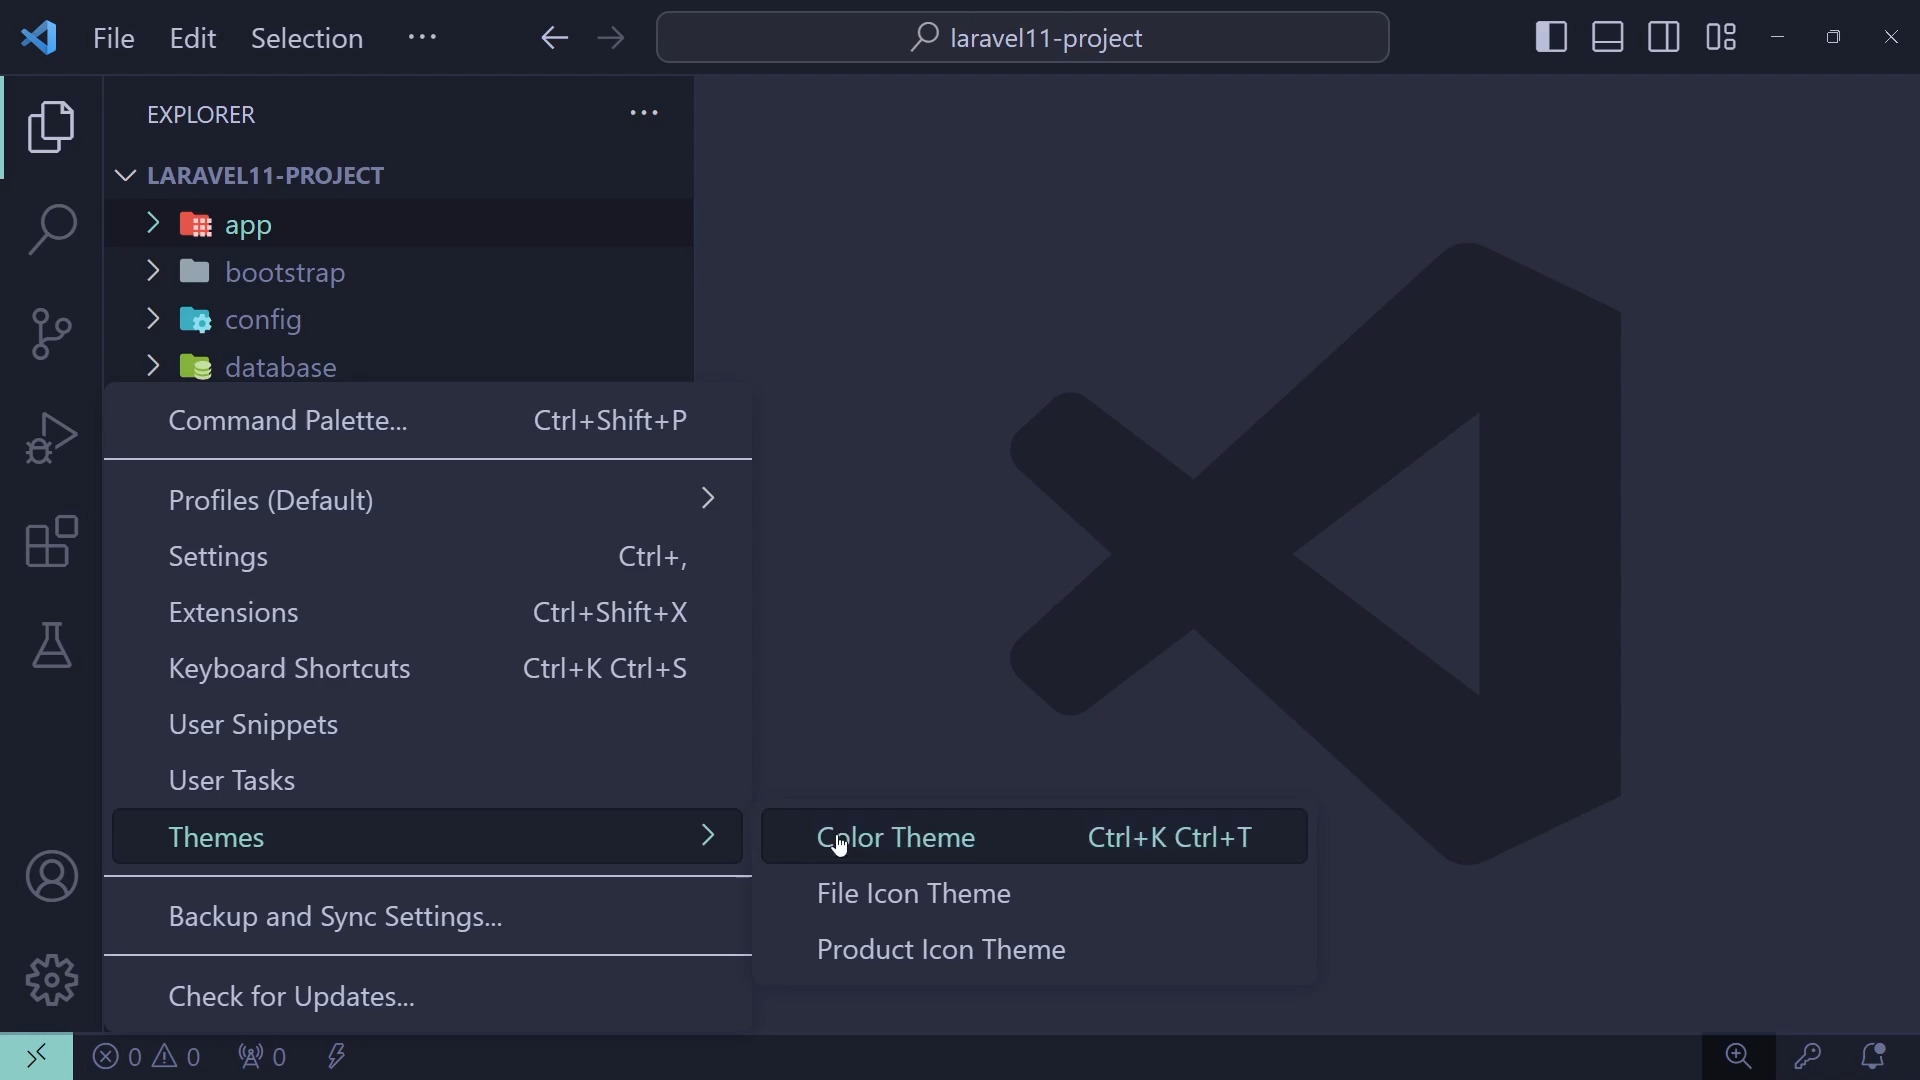 File Edit Selection ...
laravel11-project
EXPLORER ...
LARAVEL11-PROJECT
app
bootstrap
config
database
Command Palette... Ctrl+Shift+P
Profiles (Default)
Settings Ctrl+,
Extensions Ctrl+Shift+X
Keyboard Shortcuts Ctrl+K Ctrl+S
User Snippets
User Tasks
Themes
Color Theme Ctrl+K Ctrl+T
File Icon Theme
Product Icon Theme
Backup and Sync Settings...
Check for Updates...
0 0 0